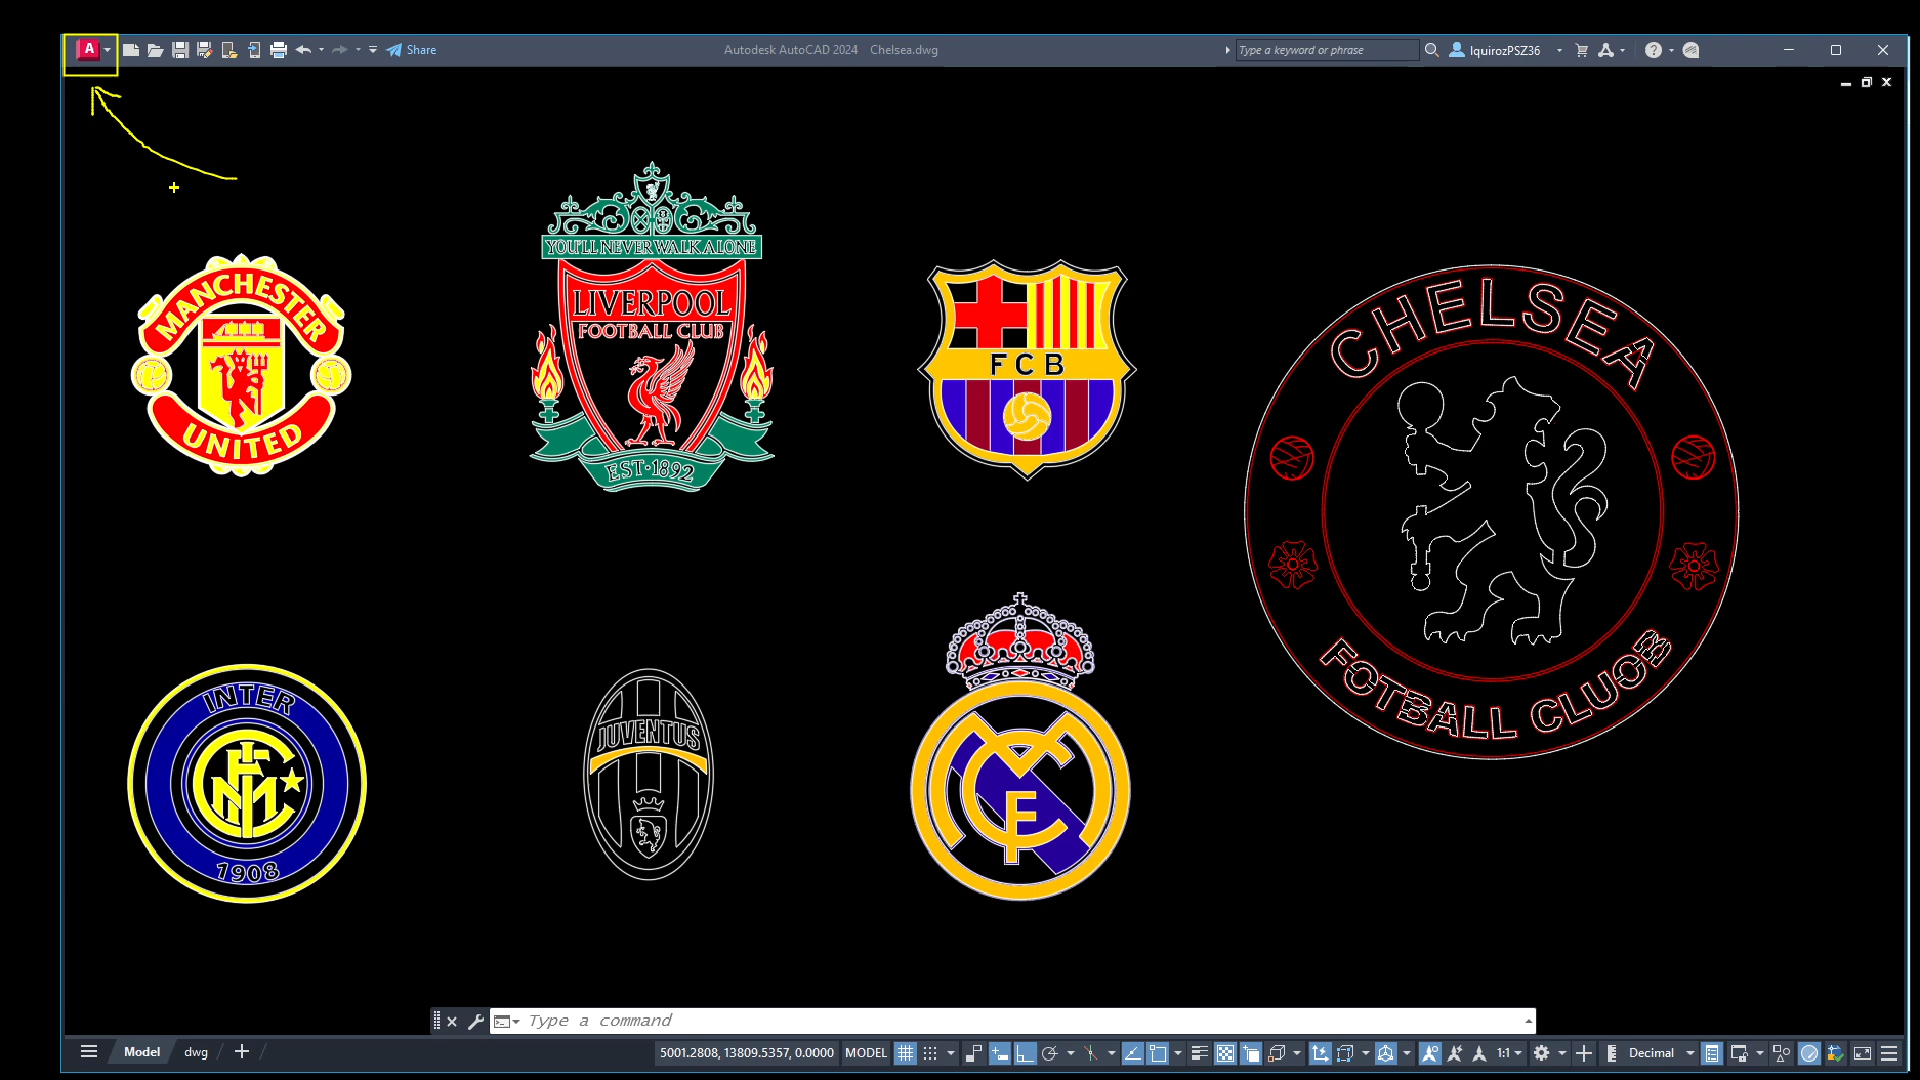 A
Share
Autodesk AutoCAD 2024 Chelsea.dwg
Type a keyword or phrase
IquirozPSZ36
MANCHESTER
UNITED
YOU'LL NEVER WALK ALONE
LIVERPOOL
FOOTBALL CLUB
EST·1892
FCB
CHELSEA
FOTBALL CLUOB
INTER
1908
JUVENTUS
Type a command
Model
dwg
5001.2808, 13809.5357, 0.0000
MODEL
1:1
Decimal